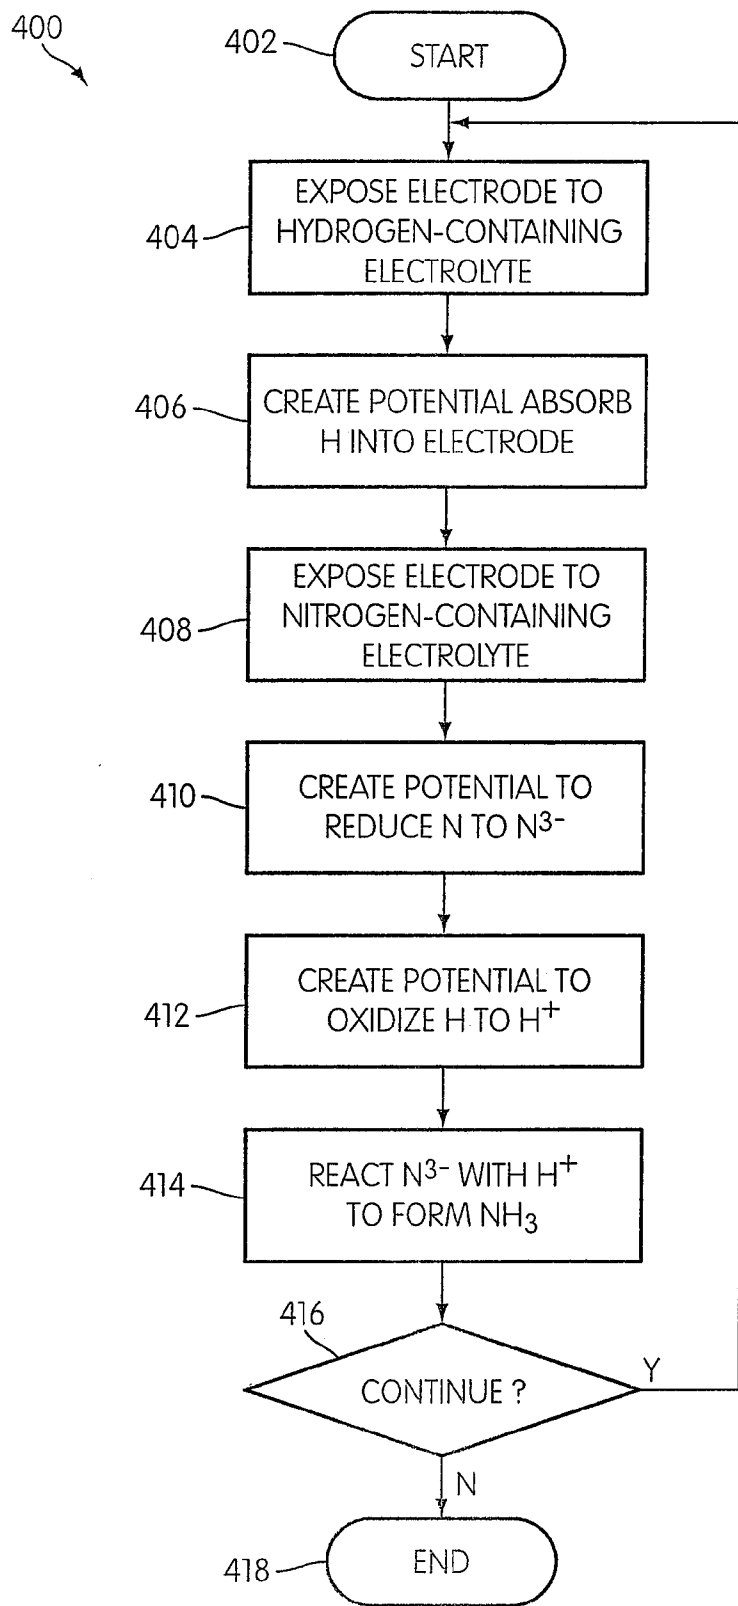 400
402
START
404
EXPOSE ELECTRODE TO
HYDROGEN-CONTAINING
ELECTROLYTE
406
CREATE POTENTIAL ABSORB
H INTO ELECTRODE
408
EXPOSE ELECTRODE TO
NITROGEN-CONTAINING
ELECTROLYTE
410
CREATE POTENTIAL TO
REDUCE N TO N³⁻
412
CREATE POTENTIAL TO
OXIDIZE H TO H⁺
414
REACT N³⁻ WITH H⁺
TO FORM NH₃
416
CONTINUE ?
Y
N
418
END